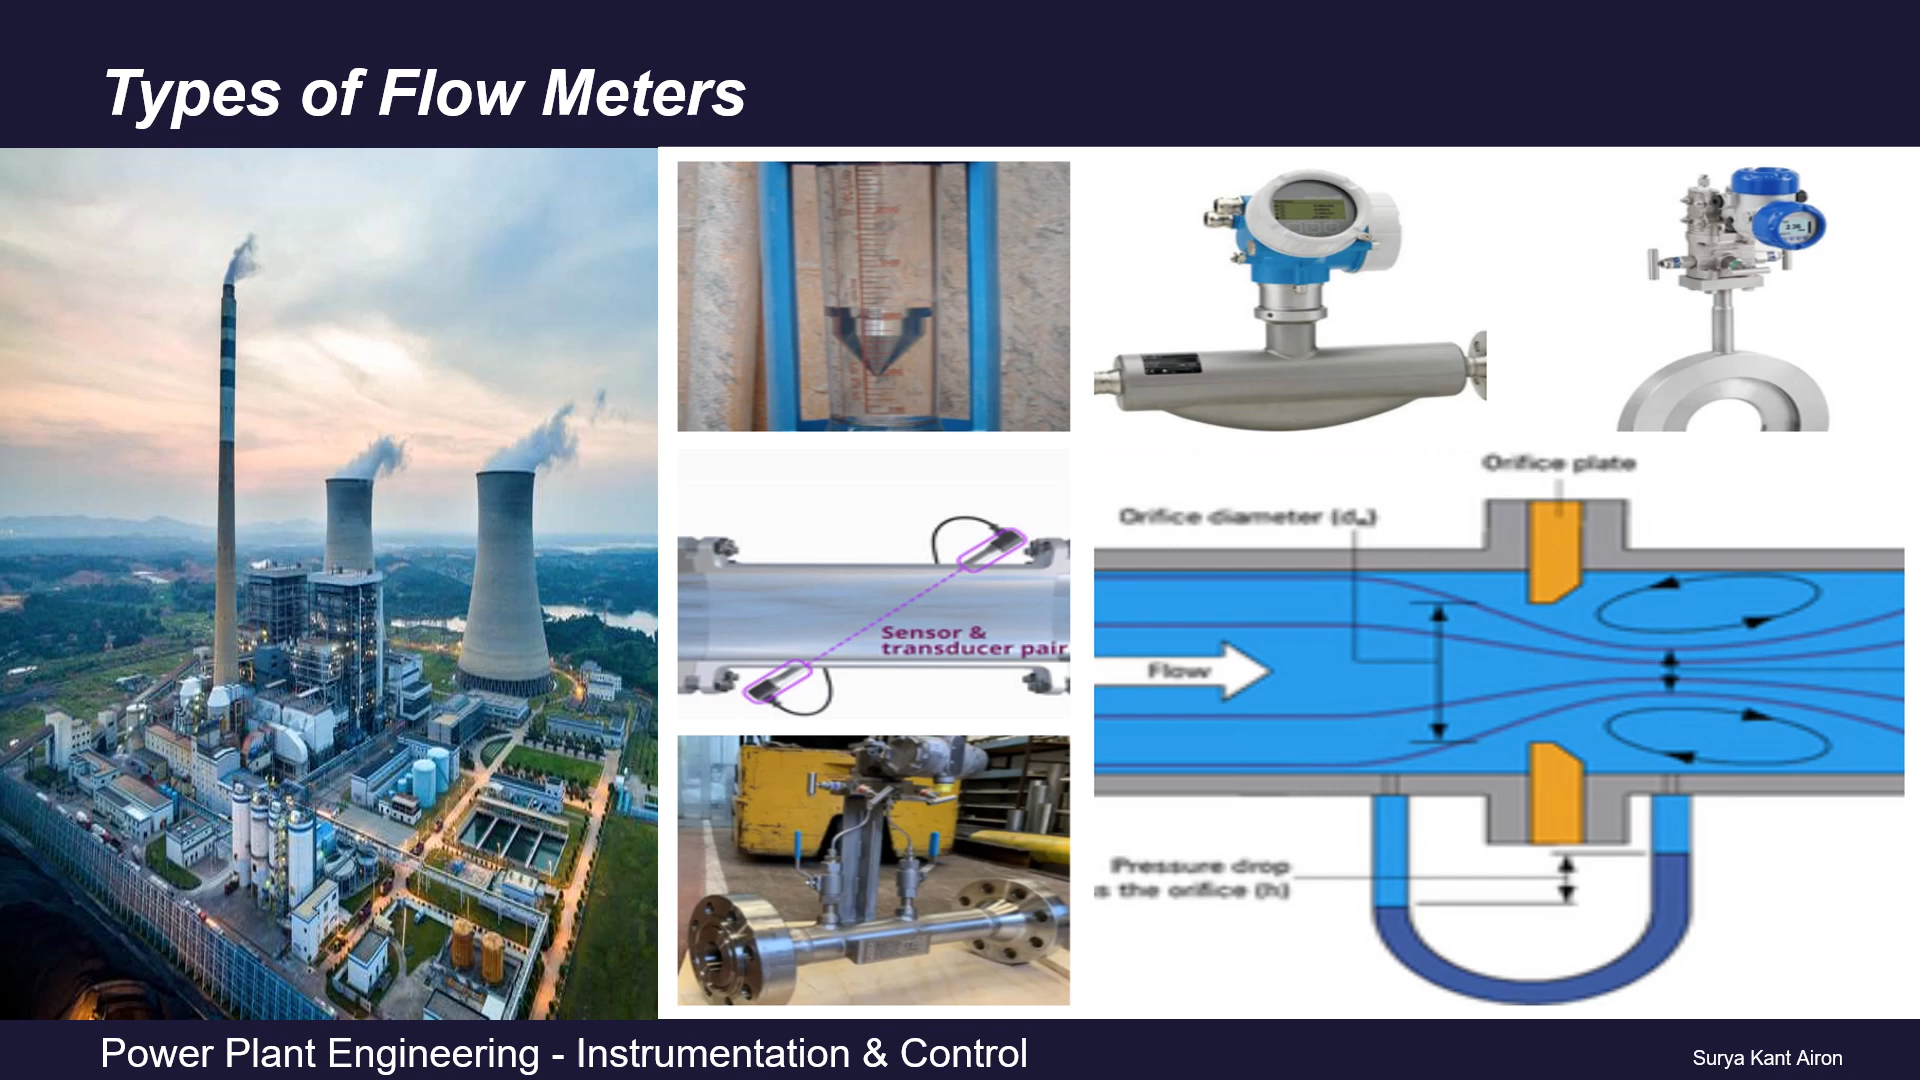 Types of Flow Meters
Orifice plate
Orifice diameter (dₒ)
Sensor &
transducer pair
Flow
Pressure drop
s the orifice (h)
Power Plant Engineering - Instrumentation & Control
Surya Kant Airon